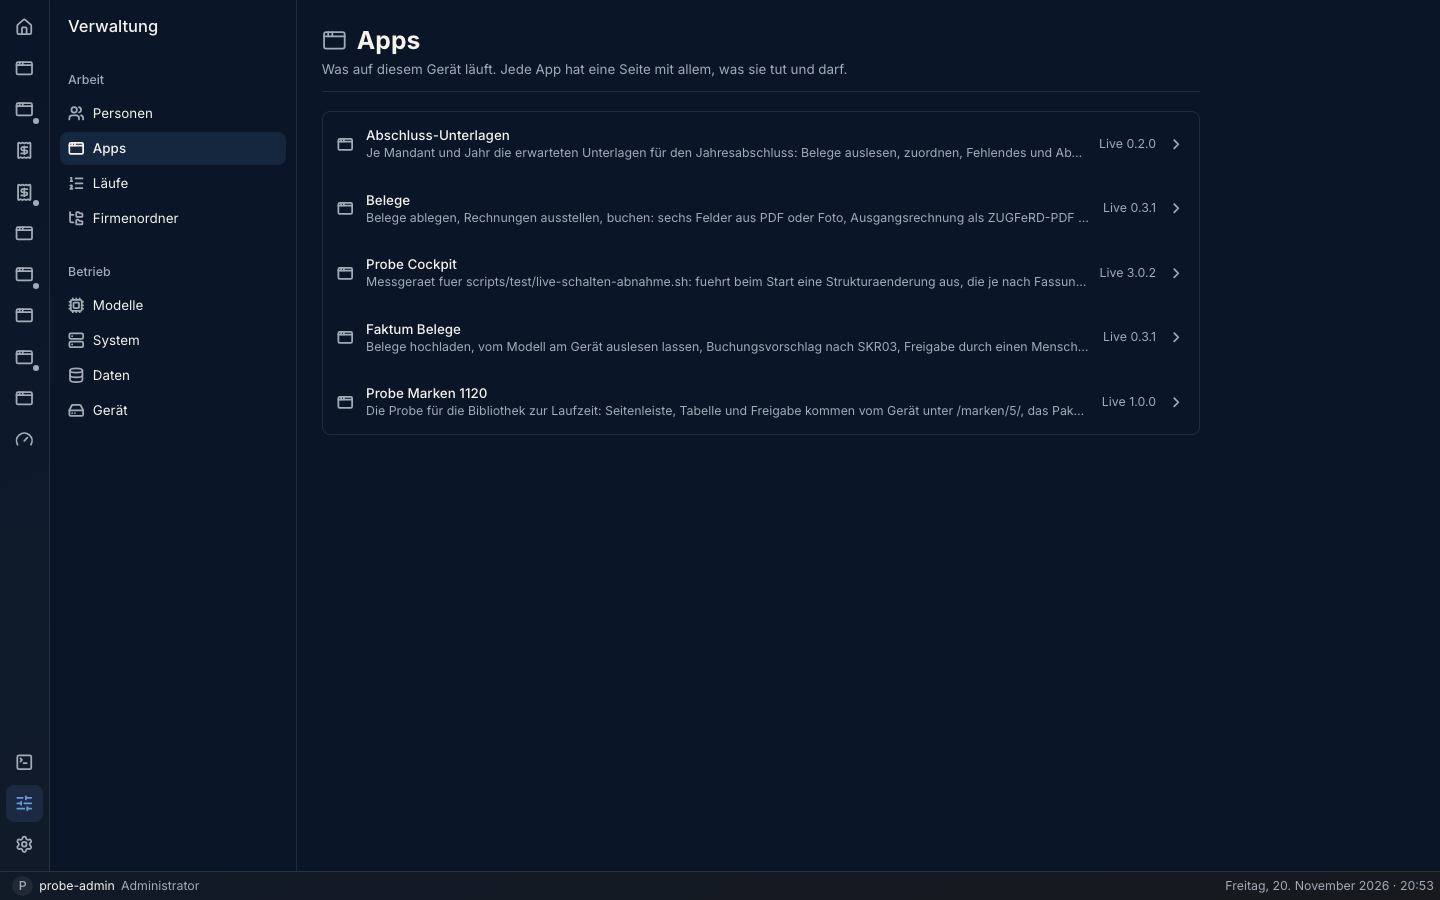 Verwaltung
Arbeit
Personen
Apps
Läufe
Firmenordner
Betrieb
Modelle
System
Daten
Gerät
Apps
Was auf diesem Gerät läuft. Jede App hat eine Seite mit allem, was sie tut und darf.
Abschluss-Unterlagen
Je Mandant und Jahr die erwarteten Unterlagen für den Jahresabschluss: Belege auslesen, zuordnen, Fehlendes und Ab...
Live 0.2.0
Belege
Belege ablegen, Rechnungen ausstellen, buchen: sechs Felder aus PDF oder Foto, Ausgangsrechnung als ZUGFeRD-PDF ...
Live 0.3.1
Probe Cockpit
Messgeraet fuer scripts/test/live-schalten-abnahme.sh: fuehrt beim Start eine Strukturaenderung aus, die je nach Fassun...
Live 3.0.2
Faktum Belege
Belege hochladen, vom Modell am Gerät auslesen lassen, Buchungsvorschlag nach SKR03, Freigabe durch einen Mensch...
Live 0.3.1
Probe Marken 1120
Die Probe für die Bibliothek zur Laufzeit: Seitenleiste, Tabelle und Freigabe kommen vom Gerät unter /marken/5/, das Pak...
Live 1.0.0
P probe-admin Administrator
Freitag, 20. November 2026 · 20:53